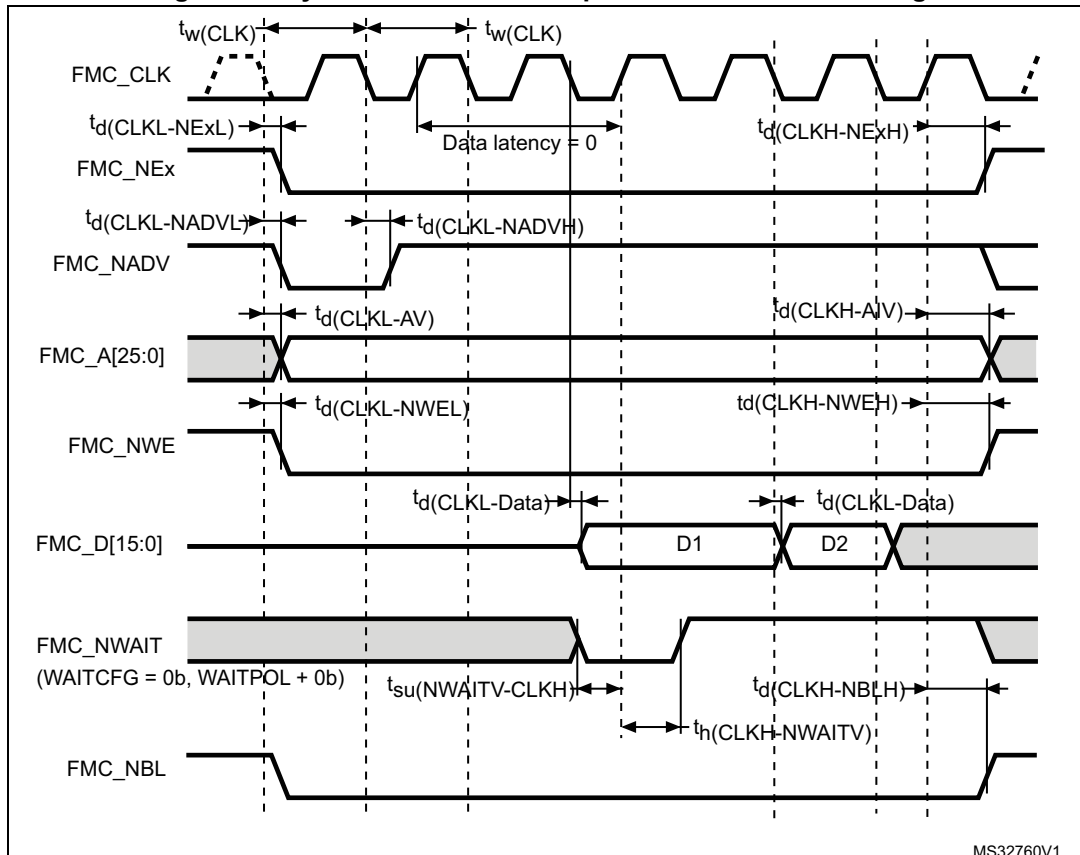 tw(CLK) tw(CLK)
FMC_CLK
td(CLKL-NExL) Data latency = 0 td(CLKH-NExH)
FMC_NEx
td(CLKL-NADVL) td(CLKL-NADVH)
FMC_NADV
td(CLKL-AV) td(CLKH-AIV)
FMC_A[25:0]
td(CLKL-NWEL) td(CLKH-NWEH)
FMC_NWE
td(CLKL-Data) td(CLKL-Data)
FMC_D[15:0] D1 D2
FMC_NWAIT
(WAITCFG = 0b, WAITPOL + 0b)
tsu(NWAITV-CLKH) td(CLKH-NBLH)
th(CLKH-NWAITV)
FMC_NBL
MS32760V1